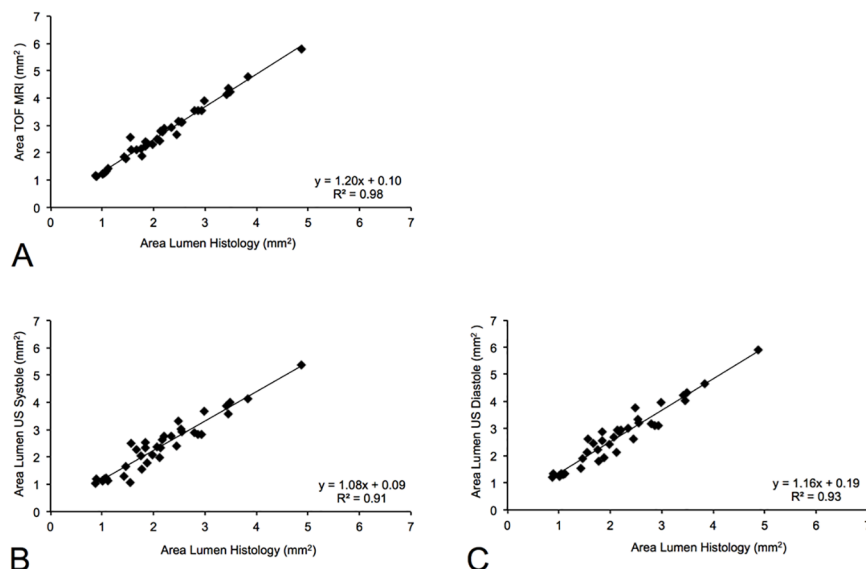 7
6
5
4
3
2
1
0
Area TOF MRI (mm²)
y = 1.20x + 0.10
R² = 0.98
0 1 2 3 4 5 6 7
Area Lumen Histology (mm²)
A
7
6
5
4
3
2
1
0
Area Lumen US Systole (mm²)
y = 1.08x + 0.09
R² = 0.91
0 1 2 3 4 5 6 7
Area Lumen Histology (mm²)
B
7
6
5
4
3
2
1
0
Area Lumen US Diastole (mm²)
y = 1.16x + 0.19
R² = 0.93
0 1 2 3 4 5 6 7
Area Lumen Histology (mm²)
C